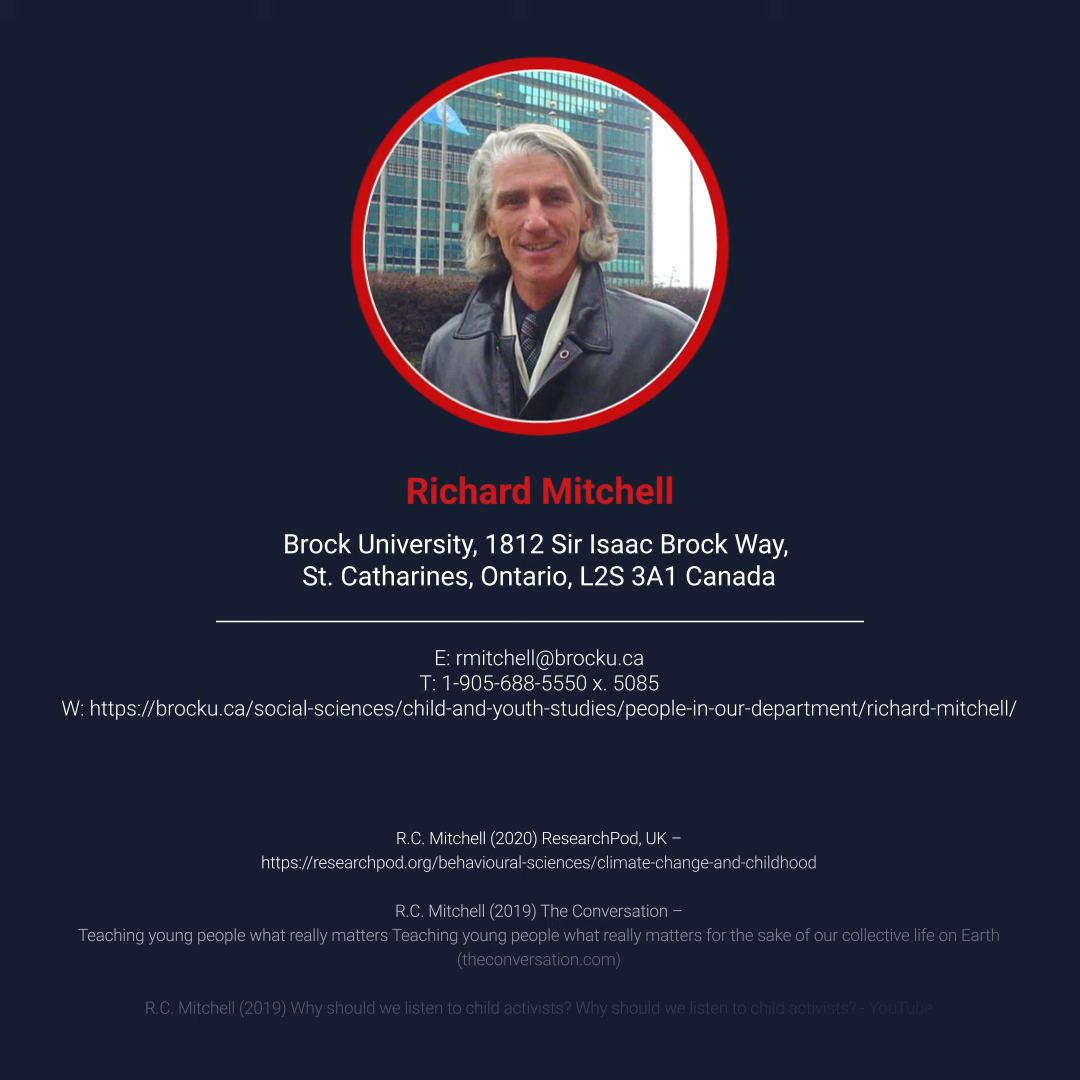 Richard Mitchell
Brock University, 1812 Sir Isaac Brock Way,
St. Catharines, Ontario, L2S 3A1 Canada
E: rmitchell@brocku.ca
T: 1-905-688-5550 x. 5085
W: https://brocku.ca/social-sciences/child-and-youth-studies/people-in-our-department/richard-mitchell/
R.C. Mitchell (2020) ResearchPod, UK –
https://researchpod.org/behavioural-sciences/climate-change-and-childhood
R.C. Mitchell (2019) The Conversation –
Teaching young people what really matters Teaching young people what really matters for the sake of our collective life on Earth
(theconversation.com)
R.C. Mitchell (2019) Why should we listen to child activists? Why should we listen to child activists? - YouTube